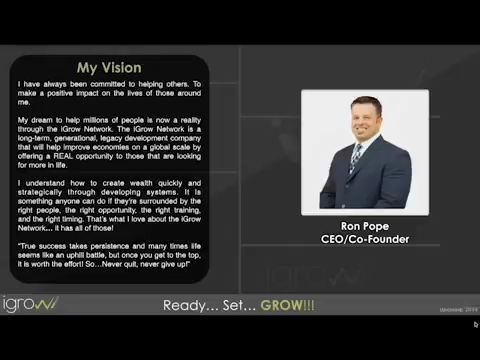 My Vision
I have always been committed to helping others. To
make a positive impact on the lives of those around
me.
My dream to help millions of people is now a reality
through the iGrow Network. The iGrow Network is a
long-term, generational, legacy development company
that will help improve economies on a global scale by
offering a REAL opportunity to those that are looking
for more in life.
I understand how to create wealth quickly and
strategically through developing systems. It is
something anyone can do if they're surrounded by the
right people, the right opportunity, the right training,
and the right timing. That's what I love about the iGrow
Network... it has all of those!
"True success takes persistence and many times life
seems like an uphill battle, but once you get to the top,
it is worth the effort! So...Never quit, never give up!"
Ron Pope
CEO/Co-Founder
igrow
Ready... Set... GROW!!!